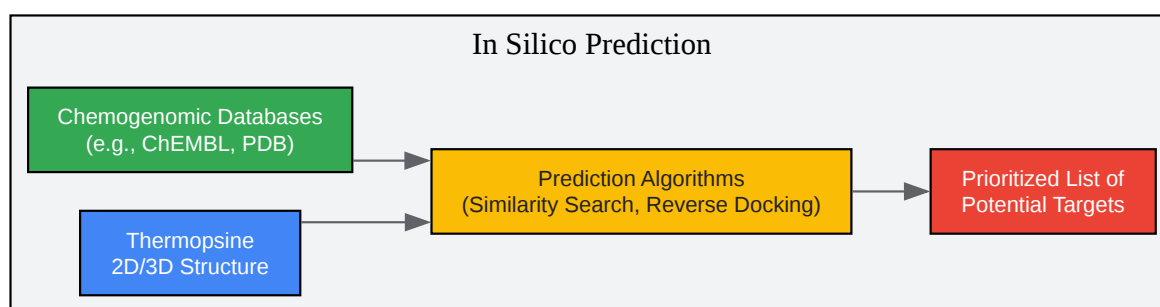 In Silico Prediction
Chemogenomic Databases
(e.g., ChEMBL, PDB)
Thermopsine
2D/3D Structure
Prediction Algorithms
(Similarity Search, Reverse Docking)
Prioritized List of
Potential Targets